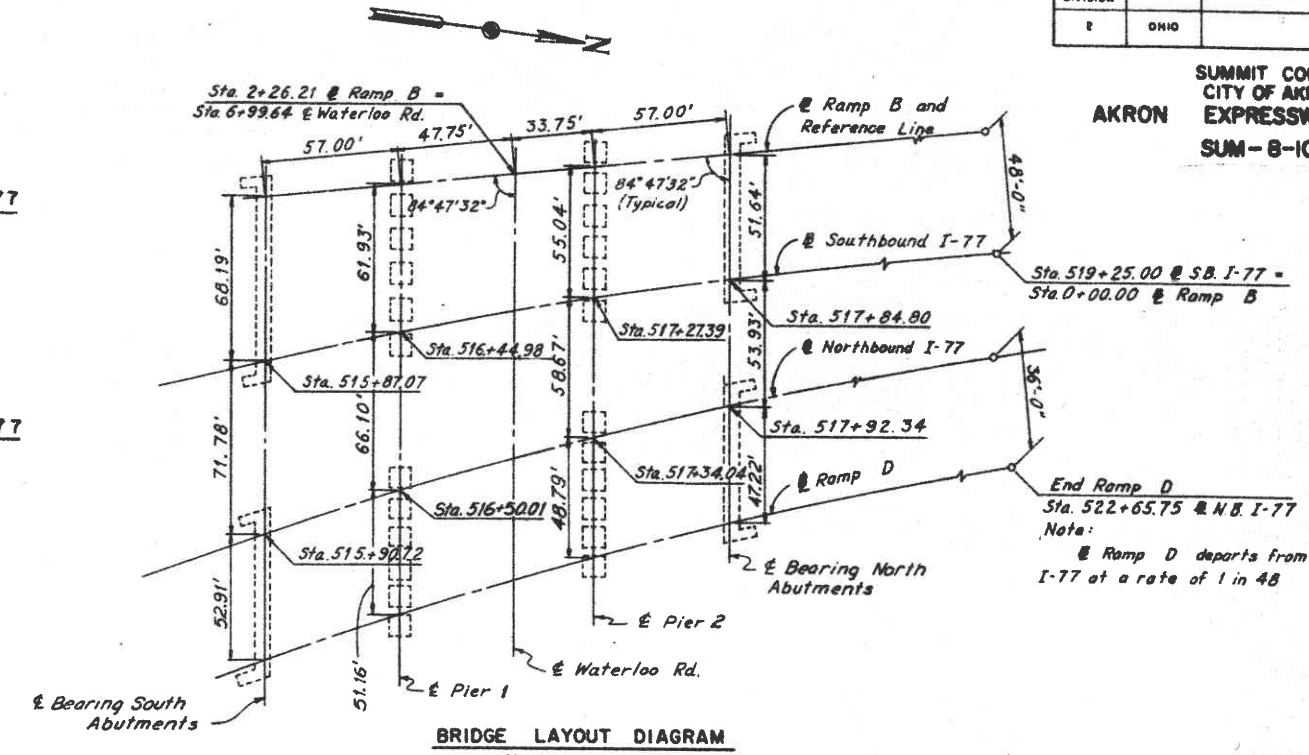 2 OHIO
SUMMIT CO
CITY OF AK
AKRON EXPRESSW
SUM-8-10
N
Sta. 2+26.21 ⅊ Ramp B =
Sta. 6+99.64 ℄ Waterloo Rd.
57.00'
47.75'
33.75'
57.00'
⅊ Ramp B and
Reference Line
48'-0"
84°47'32"
84°47'32"
(Typical)
77
68.19'
61.93'
55.04'
51.64'
⅊ Southbound I-77
Sta. 519+25.00 ⅊ S.B. I-77 =
Sta. 0+00.00 ⅊ Ramp B
Sta. 517+84.80
Sta. 517+27.39
Sta. 516+44.98
Sta. 515+87.07
53.93'
⅊ Northbound I-77
58.67'
66.10'
71.78'
77
36'-0"
Sta. 517+92.34
Sta. 517+34.04
Sta. 516+50.01
Sta. 515+90.72
47.22'
48.79'
51.16'
52.91'
⅊ Ramp D
End Ramp D
Sta. 522+65.75 ⅊ N.B. I-77
Note:
⅊ Ramp D departs from
I-77 at a rate of 1 in 48
℄ Bearing North
Abutments
℄ Pier 2
℄ Waterloo Rd.
℄ Pier 1
℄ Bearing South
Abutments
BRIDGE LAYOUT DIAGRAM